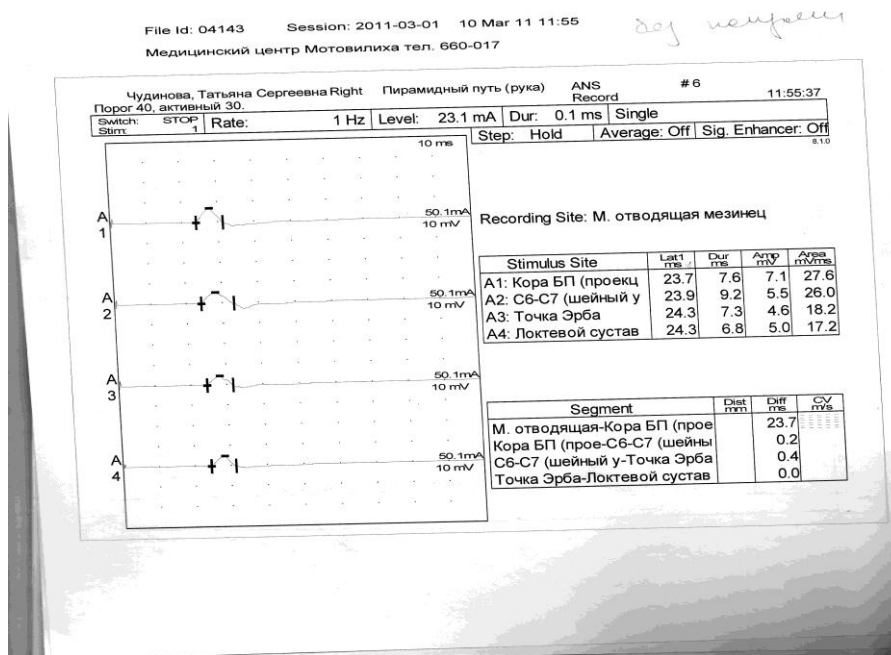 File Id: 04143 Session: 2011-03-01 10 Mar 11 11:55
Медицинский центр Мотовилиха тел. 660-017
Чудинова, Татьяна Сергеевна Right Пирамидный путь (рука) ANS Record #6 11:55:37
Порог 40, активный 30.
Switch: STOP Rate: 1 Hz Level: 23.1 mA Dur: 0.1 ms Single
Stim: 1 Step: Hold Average: Off Sig. Enhancer: Off
10 ms 8.1.0
A1 50.1mA 10 mV
A2 50.1mA 10 mV
A3 50.1mA 10 mV
A4 50.1mA 10 mV
Recording Site: М. отводящая мезинец
Stimulus Site Lat1 ms Dur ms Amp mV Area mVms
A1: Кора БП (проекц 23.7 7.6 7.1 27.6
A2: C6-C7 (шейный у 23.9 9.2 5.5 26.0
A3: Точка Эрба 24.3 7.3 4.6 18.2
A4: Локтевой сустав 24.3 6.8 5.0 17.2
Segment Dist mm Diff ms CV m/s
М. отводящая-Кора БП (прое 23.7
Кора БП (прое-C6-C7 (шейны 0.2
C6-C7 (шейный у-Точка Эрба 0.4
Точка Эрба-Локтевой сустав 0.0